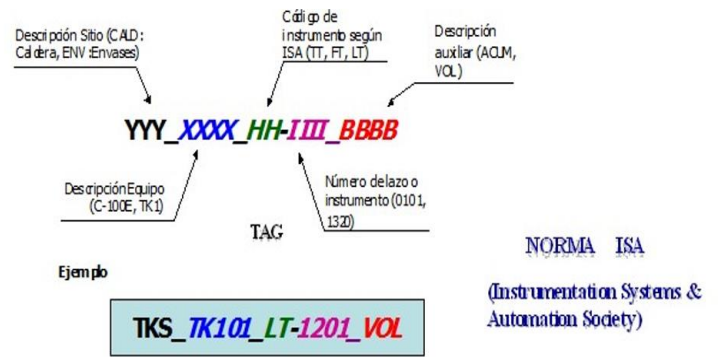 Código de
instrumento según
ISA (TT, FT, LT)
Descripción Sitio (CALD:
Caldera, ENV:Envases)
Descripción
auxiliar (ACUM,
VOL)
YYY_XXXX_HH-IIII_BBBB
Descripción Equipo
(C-100E, TK1)
Número de lazo o
instrumento (0101,
1320)
TAG
NORMA ISA
(Instrumentation Systems &
Automation Society)
Ejemplo
TKS_TK101_LT-1201_VOL